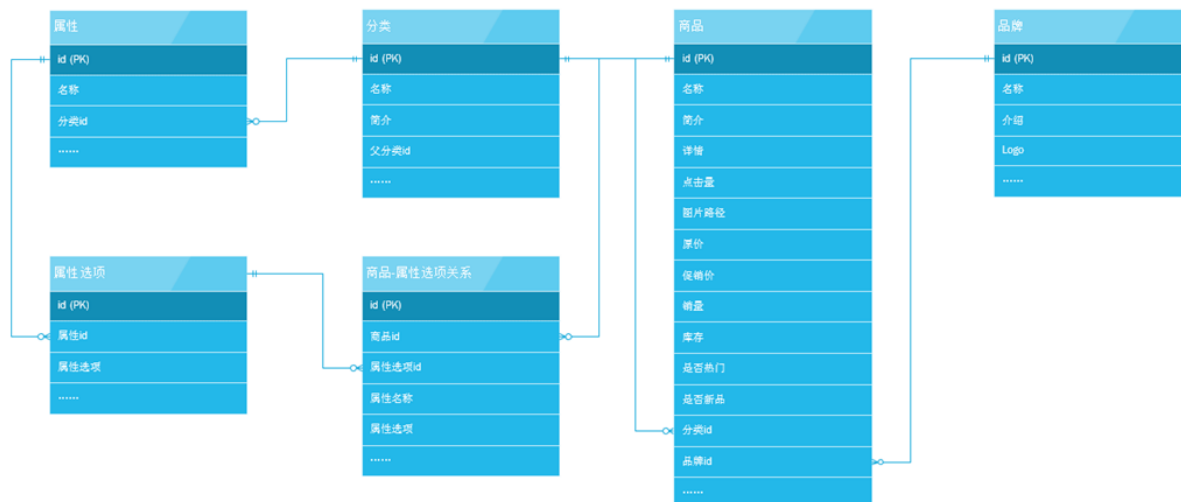 属性
id (PK)
名称
分类id
······
分类
id (PK)
名称
简介
父分类id
······
商品
id (PK)
名称
简介
详情
点击量
图片路径
原价
促销价
销量
库存
是否热门
是否新品
分类id
品牌id
······
品牌
id (PK)
名称
介绍
Logo
······
属性选项
id (PK)
属性id
属性选项
······
商品-属性选项关系
id (PK)
商品id
属性选项id
属性名称
属性选项
······